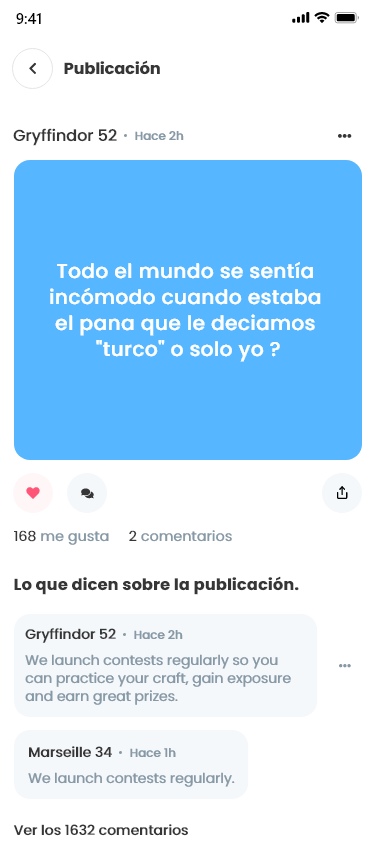 9:41
Publicación
Gryffindor 52 • Hace 2h
Todo el mundo se sentía
incómodo cuando estaba
el pana que le deciamos
"turco" o solo yo ?
168 me gusta 2 comentarios
Lo que dicen sobre la publicación.
Gryffindor 52 • Hace 2h
We launch contests regularly so you
can practice your craft, gain exposure
and earn great prizes.
Marseille 34 • Hace 1h
We launch contests regularly.
Ver los 1632 comentarios